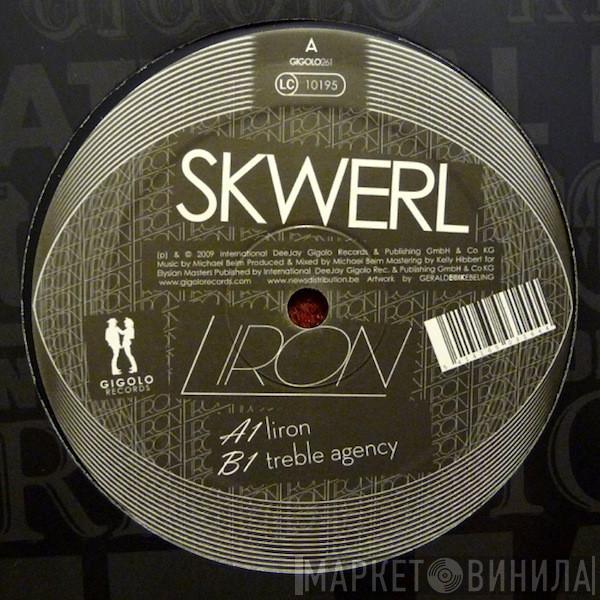 A
GIGOLO261
LC 10195
SKWERL
(p) & © 2009 International DeeJay Gigolo Records & Publishing GmbH & Co KG
Music by Michael Beim Produced & Mixed by Michael Beim Mastering by Kelly Hibbert for
Elysian Masters Published by International DeeJay Gigolo Rec. & Publishing GmbH & Co.KG
www.gigolorecords.com www.newsdistribution.be Artwork by
LIRON
GIGOLO
RECORDS
A1 liron
B1 treble agency
МАРКЕТ ВИНИЛА